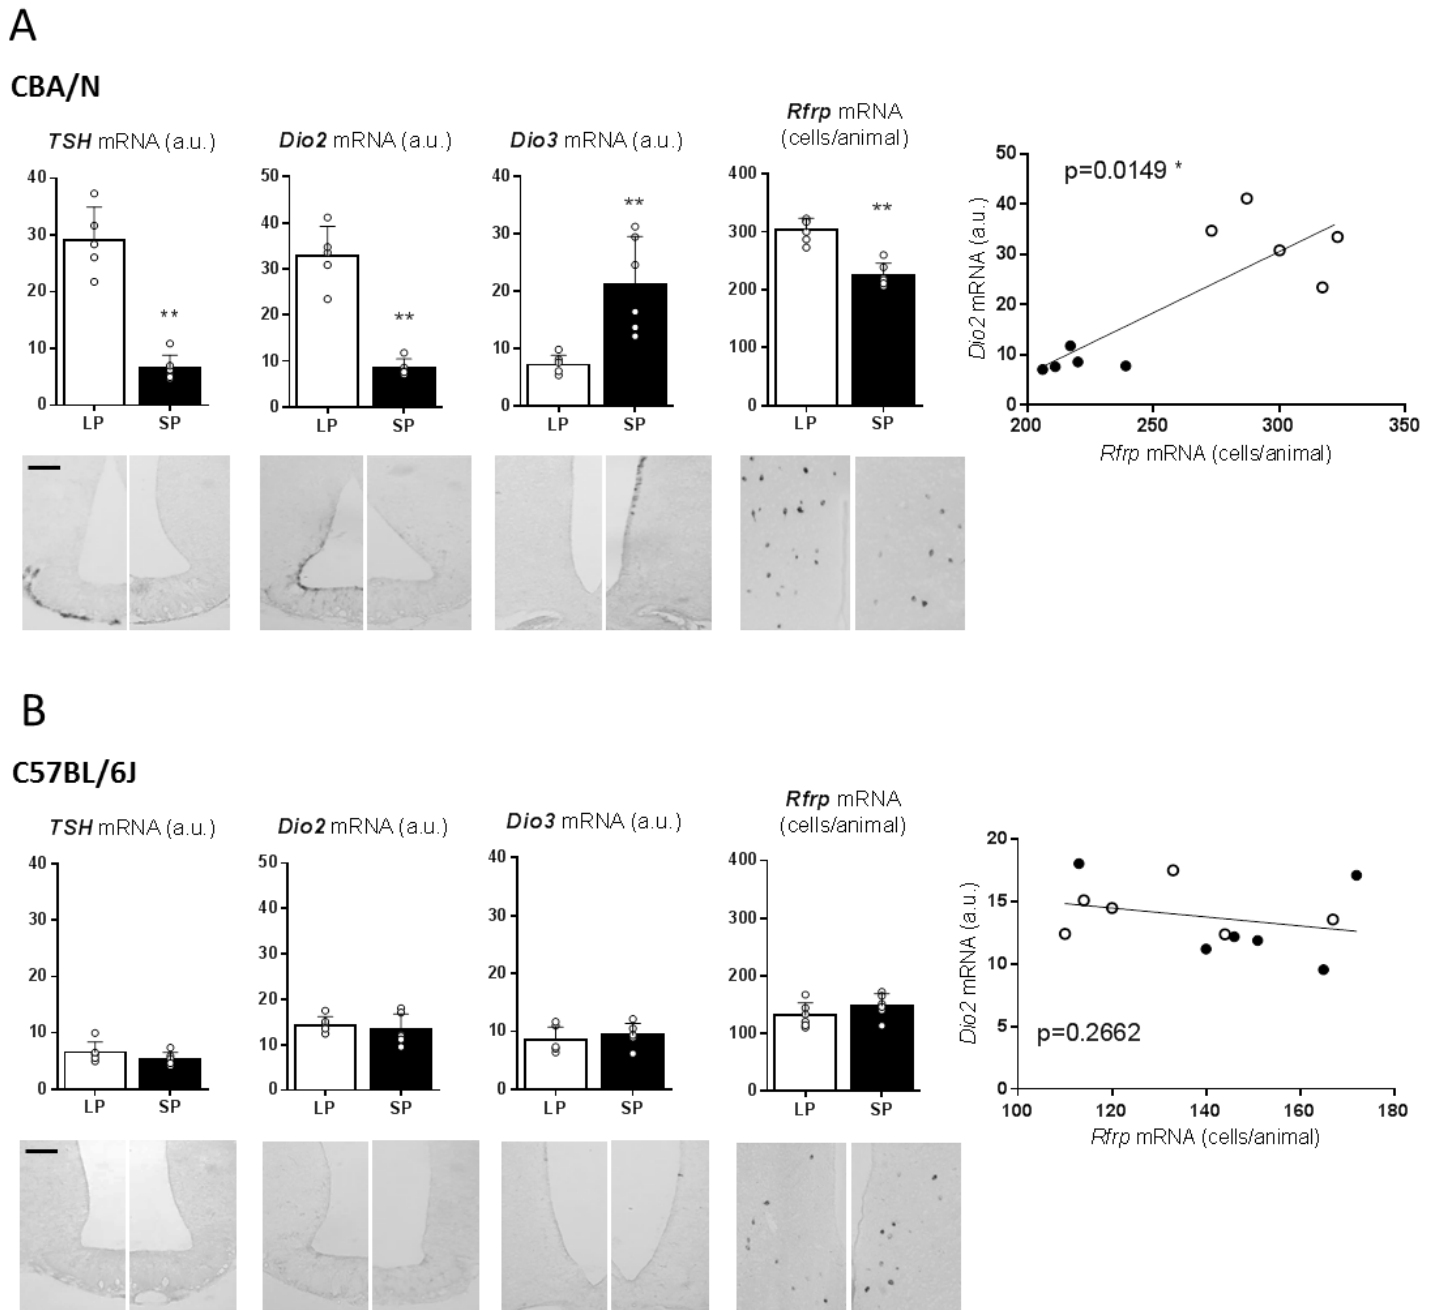 A
CBA/N
TSH mRNA (a.u.)
40
30
20
10
0
**
LP SP
Dio2 mRNA (a.u.)
50
40
30
20
10
0
**
LP SP
Dio3 mRNA (a.u.)
40
30
20
10
0
**
LP SP
Rfrp mRNA
(cells/animal)
400
300
200
100
0
**
LP SP
Dio2 mRNA (a.u.)
50
40
30
20
10
0
p=0.0149 *
200 250 300 350
Rfrp mRNA (cells/animal)
B
C57BL/6J
TSH mRNA (a.u.)
40
30
20
10
0
LP SP
Dio2 mRNA (a.u.)
50
40
30
20
10
0
LP SP
Dio3 mRNA (a.u.)
40
30
20
10
0
LP SP
Rfrp mRNA
(cells/animal)
400
300
200
100
0
LP SP
Dio2 mRNA (a.u.)
20
15
10
5
0
p=0.2662
100 120 140 160 180
Rfrp mRNA (cells/animal)